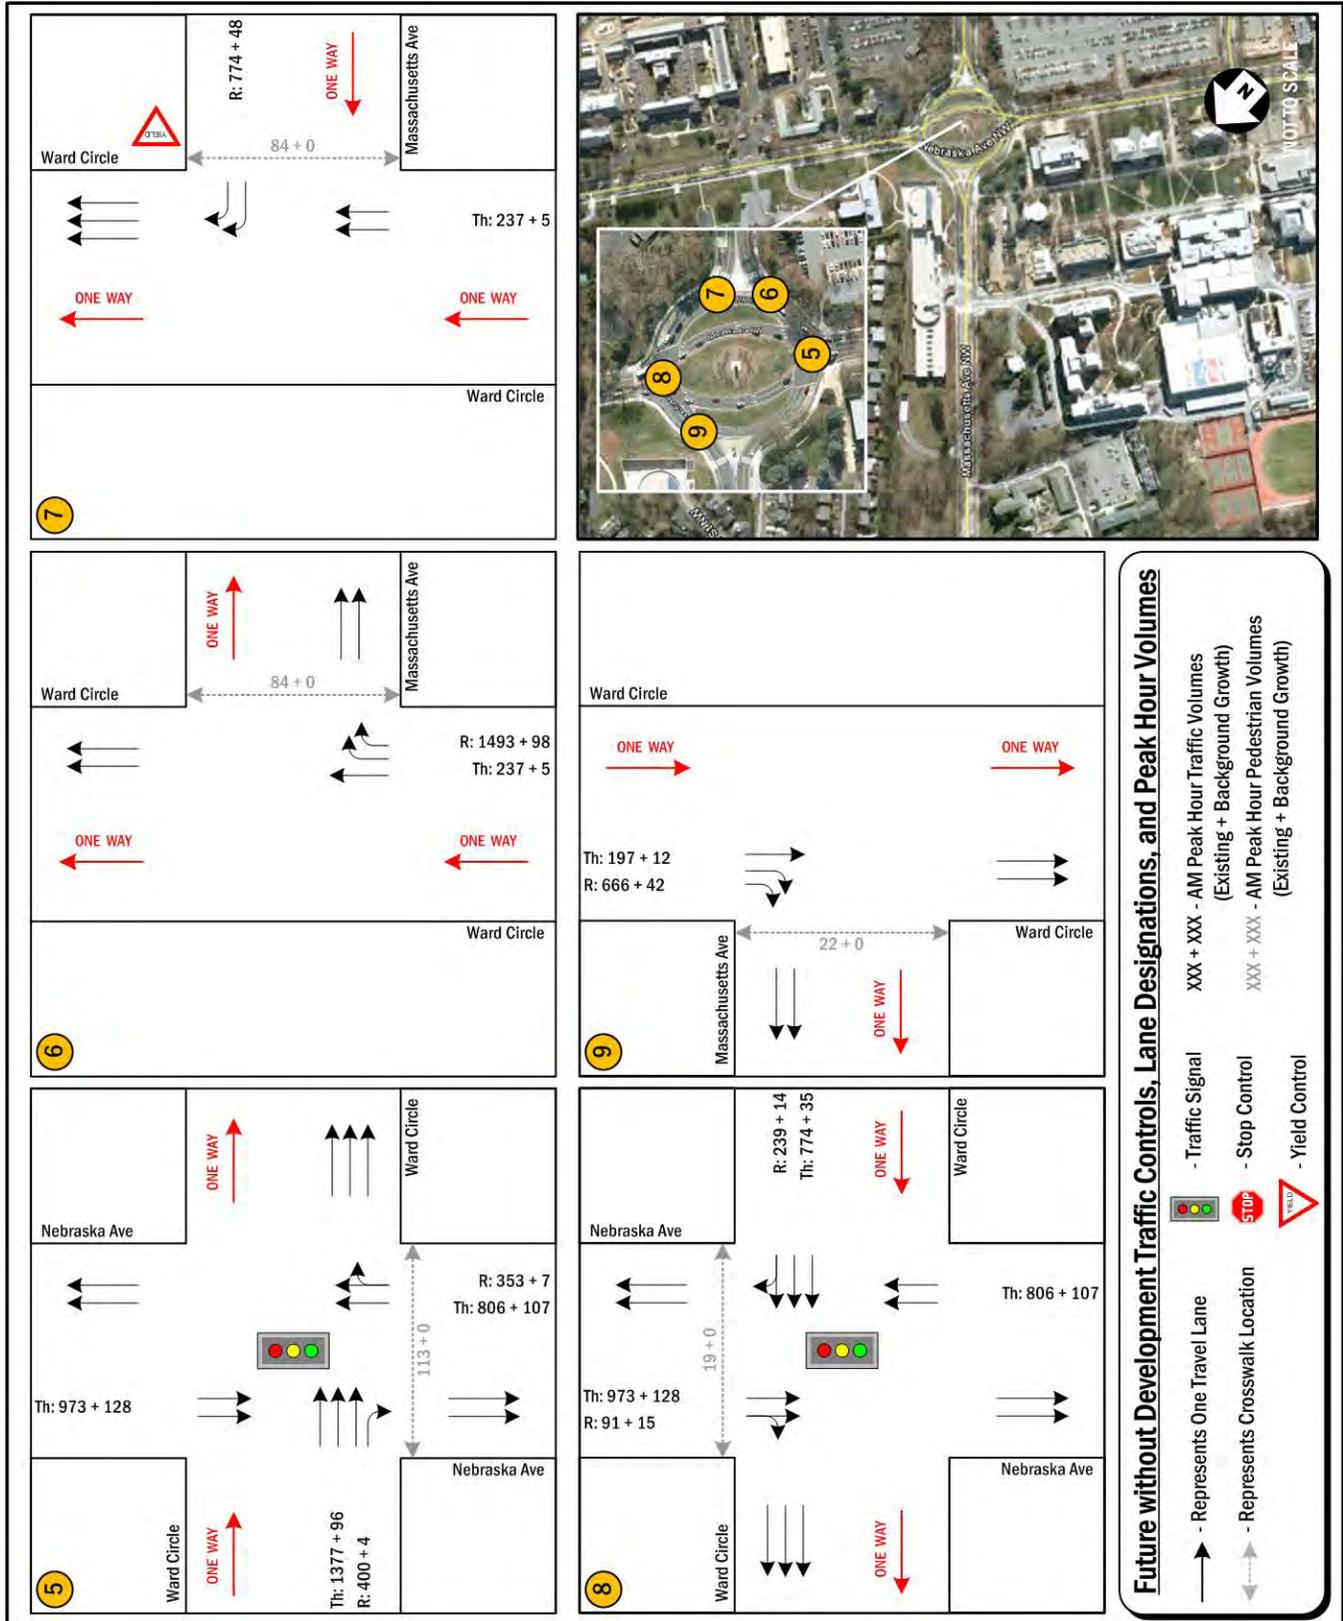 5
Nebraska Ave
Th: 973 + 128
Ward Circle
ONE WAY
ONE WAY
Th: 1377 + 96
R: 400 + 4
R: 353 + 7
Th: 806 + 107
113 + 0
Nebraska Ave
Ward Circle
6
Ward Circle
ONE WAY
ONE WAY
84 + 0
R: 1493 + 98
Th: 237 + 5
ONE WAY
Massachusetts Ave
Ward Circle
7
Ward Circle
YIELD
R: 774 + 48
ONE WAY
84 + 0
ONE WAY
Th: 237 + 5
ONE WAY
Massachusetts Ave
Ward Circle
8
Nebraska Ave
19 + 0
Th: 973 + 128
R: 91 + 15
R: 239 + 14
Th: 774 + 35
Ward Circle
ONE WAY
ONE WAY
Th: 806 + 107
Nebraska Ave
Ward Circle
9
Ward Circle
Th: 197 + 12
R: 666 + 42
ONE WAY
ONE WAY
Massachusetts Ave
22 + 0
ONE WAY
Ward Circle
7
6
5
8
9
Nebraska Ave NW
Massachusetts Ave NW
N
NOT TO SCALE
Future without Development Traffic Controls, Lane Designations, and Peak Hour Volumes
- Represents One Travel Lane
- Represents Crosswalk Location
- Traffic Signal
STOP - Stop Control
YIELD - Yield Control
XXX + XXX - AM Peak Hour Traffic Volumes
(Existing + Background Growth)
XXX + XXX - AM Peak Hour Pedestrian Volumes
(Existing + Background Growth)